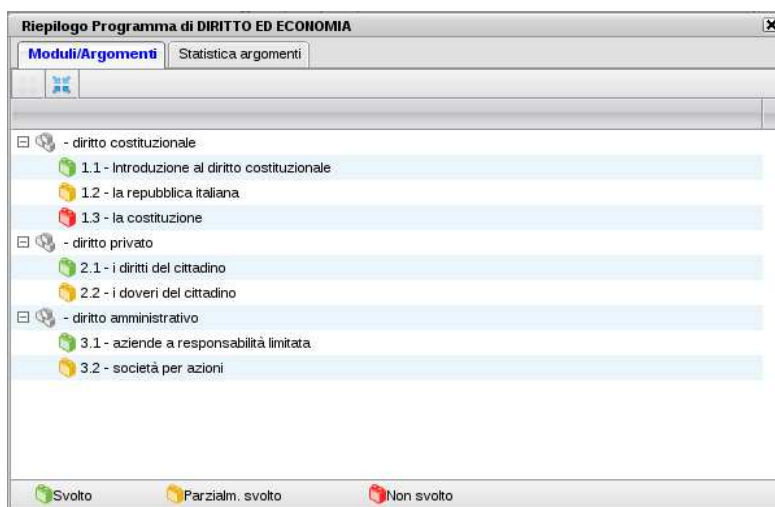 Riepilogo Programma di DIRITTO ED ECONOMIA
Moduli/Argomenti Statistica argomenti
- diritto costituzionale
1.1 - Introduzione al diritto costituzionale
1.2 - la repubblica italiana
1.3 - la costituzione
- diritto privato
2.1 - i diritti del cittadino
2.2 - i doveri del cittadino
- diritto amministrativo
3.1 - aziende a responsabilità limitata
3.2 - società per azioni
Svolto Parzialm. svolto Non svolto